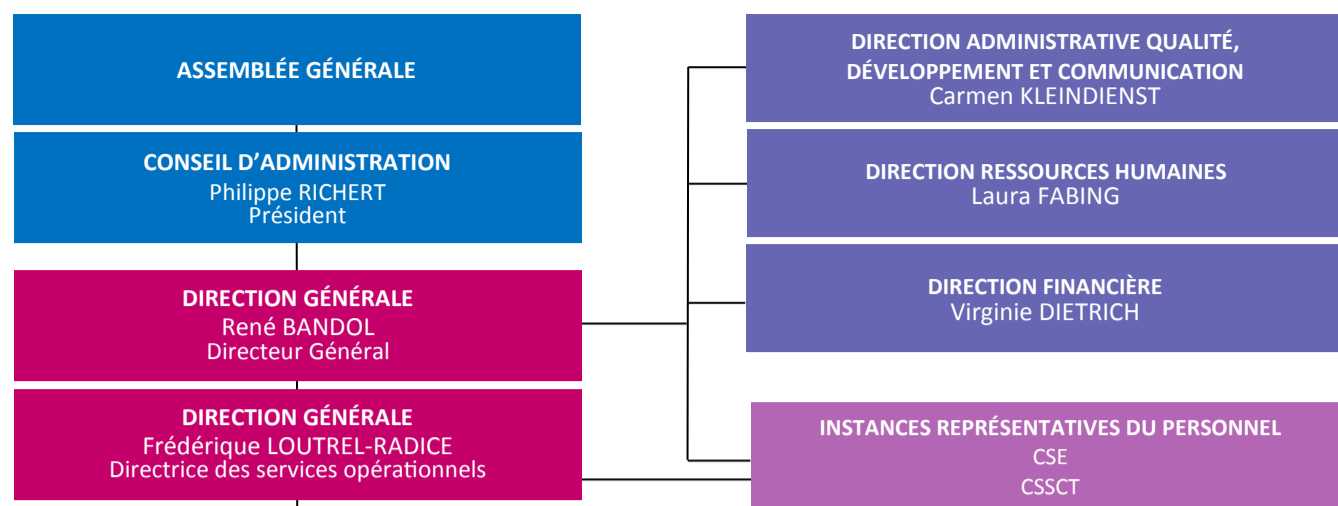 ASSEMBLÉE GÉNÉRALE
CONSEIL D'ADMINISTRATION
Philippe RICHERT
Président
DIRECTION GÉNÉRALE
René BANDOL
Directeur Général
DIRECTION GÉNÉRALE
Frédérique LOUTREL-RADICE
Directrice des services opérationnels
DIRECTION ADMINISTRATIVE QUALITÉ,
DÉVELOPPEMENT ET COMMUNICATION
Carmen KLEINDIENST
DIRECTION RESSOURCES HUMAINES
Laura FABING
DIRECTION FINANCIÈRE
Virginie DIETRICH
INSTANCES REPRÉSENTATIVES DU PERSONNEL
CSE
CSSCT